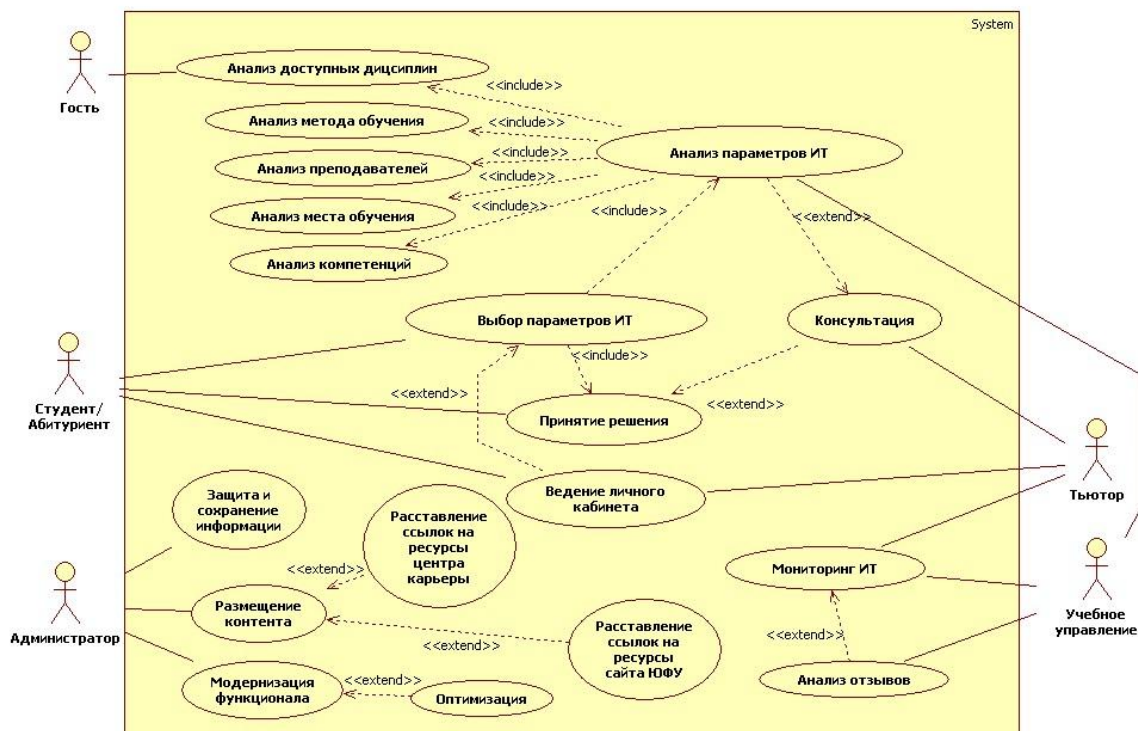 System
Гость
Анализ доступных дицсиплин
<<include>>
Анализ метода обучения
<<include>>
Анализ параметров ИТ
Анализ преподавателей
<<include>>
<<include>>
Анализ места обучения
<<include>>
<<include>>
<<extend>>
Анализ компетенций
Выбор параметров ИТ
Консультация
<<include>>
Студент/
Абитуриент
<<extend>>
<<extend>>
Принятие решения
Ведение личного
кабинета
Тьютор
Защита и
сохранение
информации
Расставление
ссылок на
ресурсы
центра
карьеры
<<extend>>
Мониторинг ИТ
Администратор
Размещение
контента
Расставление
ссылок на
ресурсы
сайта ЮФУ
Учебное
управление
<<extend>>
<<extend>>
Модернизация
функционала
<<extend>>
Оптимизация
Анализ отзывов